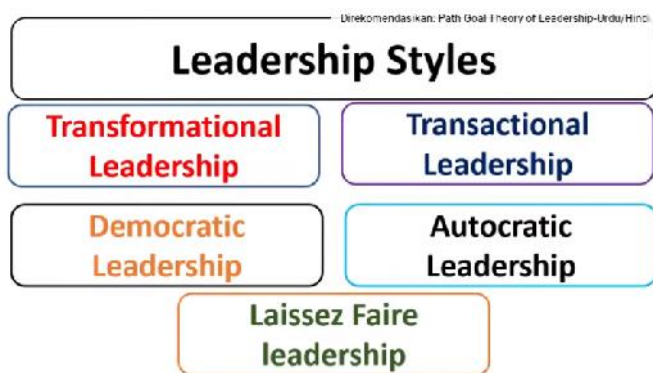 Direkomendasikan: Path Goal Theory of Leadership-Urdu/Hindi
Leadership Styles
Transformational
Leadership
Transactional
Leadership
Democratic
Leadership
Autocratic
Leadership
Laissez Faire
leadership